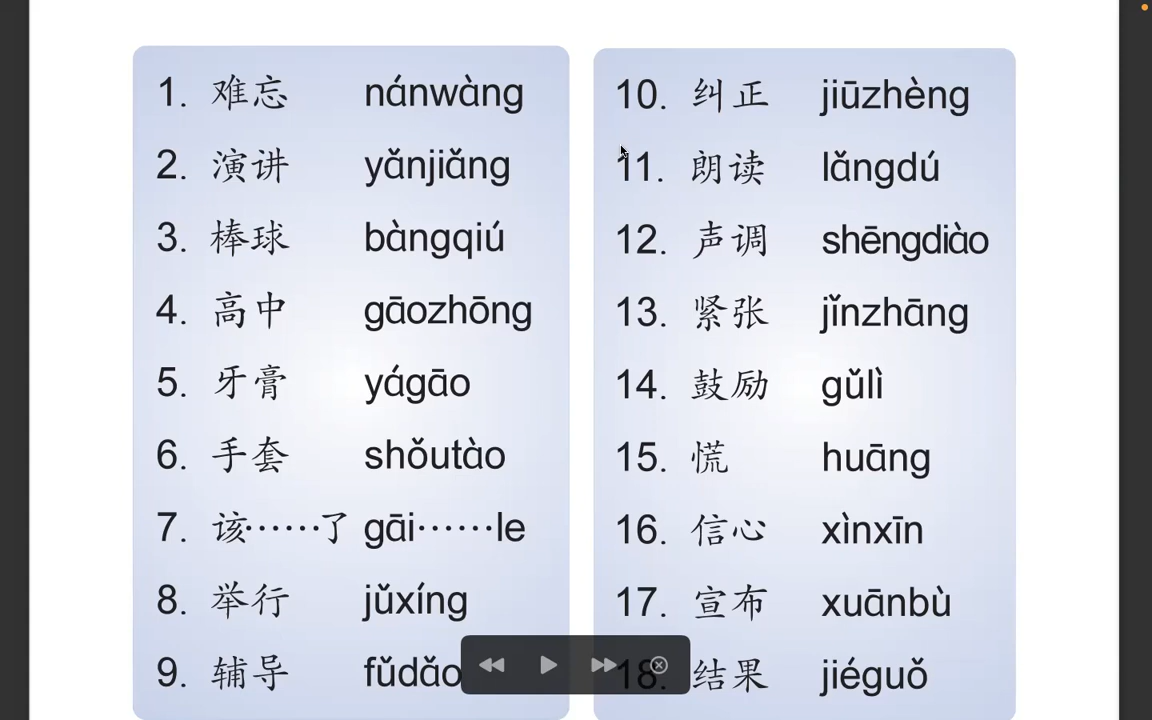 1. 难忘 nánwàng
2. 演讲 yǎnjiǎng
3. 棒球 bàngqiú
4. 高中 gāozhōng
5. 牙膏 yágāo
6. 手套 shǒutào
7. 该······了 gāi······le
8. 举行 jǔxíng
9. 辅导 fǔdǎo
10. 纠正 jiūzhèng
11. 朗读 lǎngdú
12. 声调 shēngdiào
13. 紧张 jǐnzhāng
14. 鼓励 gǔlì
15. 慌 huāng
16. 信心 xìnxīn
17. 宣布 xuānbù
18. 结果 jiéguǒ